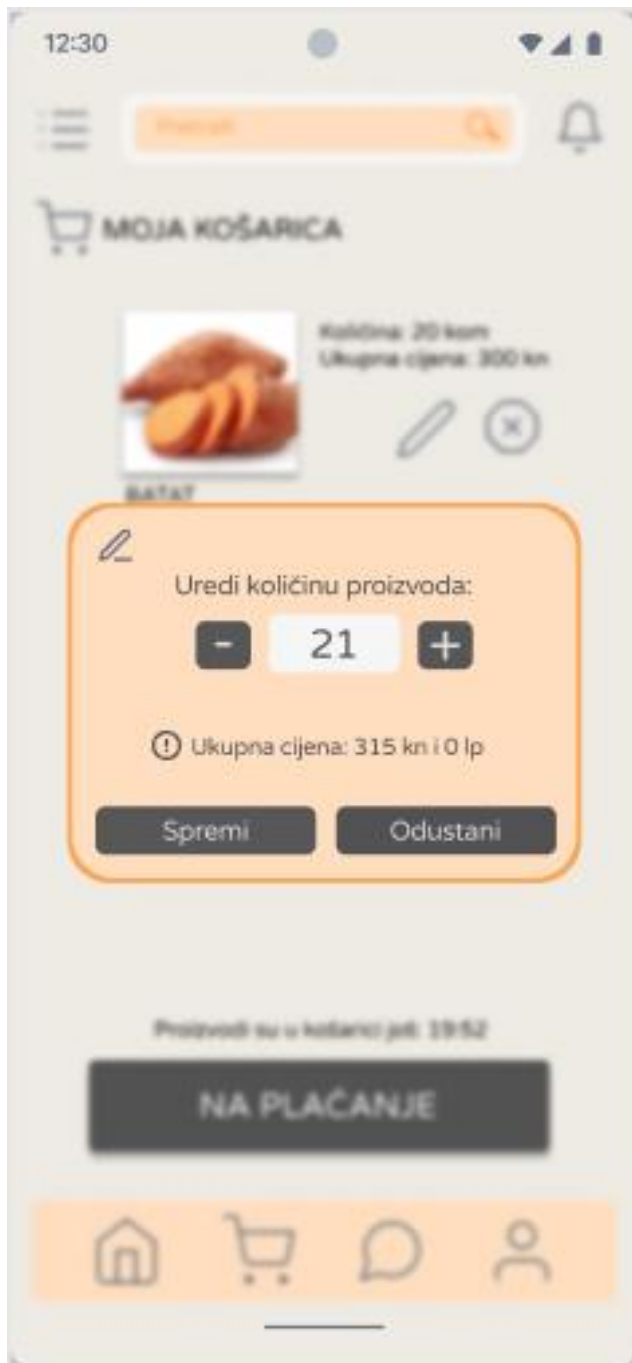 12:30
Pretraži
MOJA KOŠARICA
Količina: 20 kom
Ukupna cijena: 300 kn
BATAT
Uredi količinu proizvoda:
- 21 +
Ukupna cijena: 315 kn i 0 lp
Spremi Odustani
Proizvodi su u košarici još: 19:52
NA PLAĆANJE